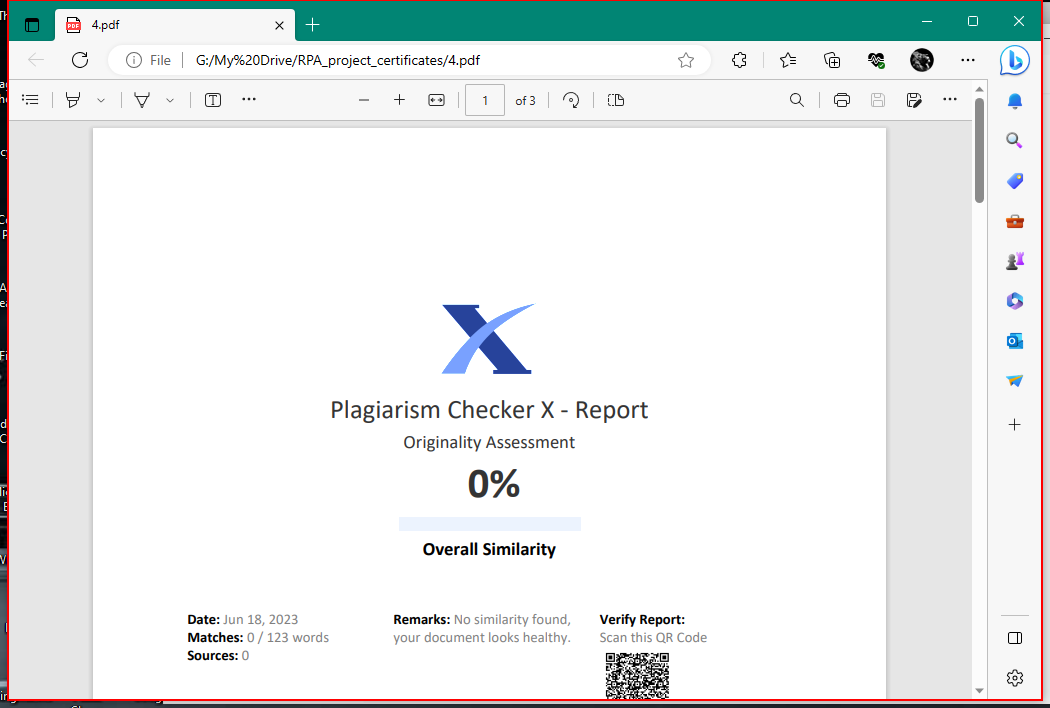 4.pdf
File
G:/My%20Drive/RPA_project_certificates/4.pdf
1 of 3
Plagiarism Checker X - Report
Originality Assessment
0%
Overall Similarity
Date: Jun 18, 2023
Matches: 0 / 123 words
Sources: 0
Remarks: No similarity found,
your document looks healthy.
Verify Report:
Scan this QR Code